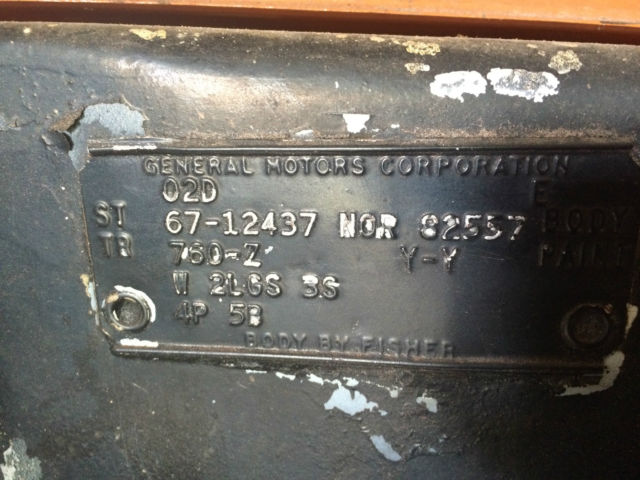 GENERAL MOTORS CORPORATION
02D E
ST 67-12437 NOR 82557 BODY
TR 760-Z Y-Y PAINT
W 2LGS 3S
4P 5B
BODY BY FISHER